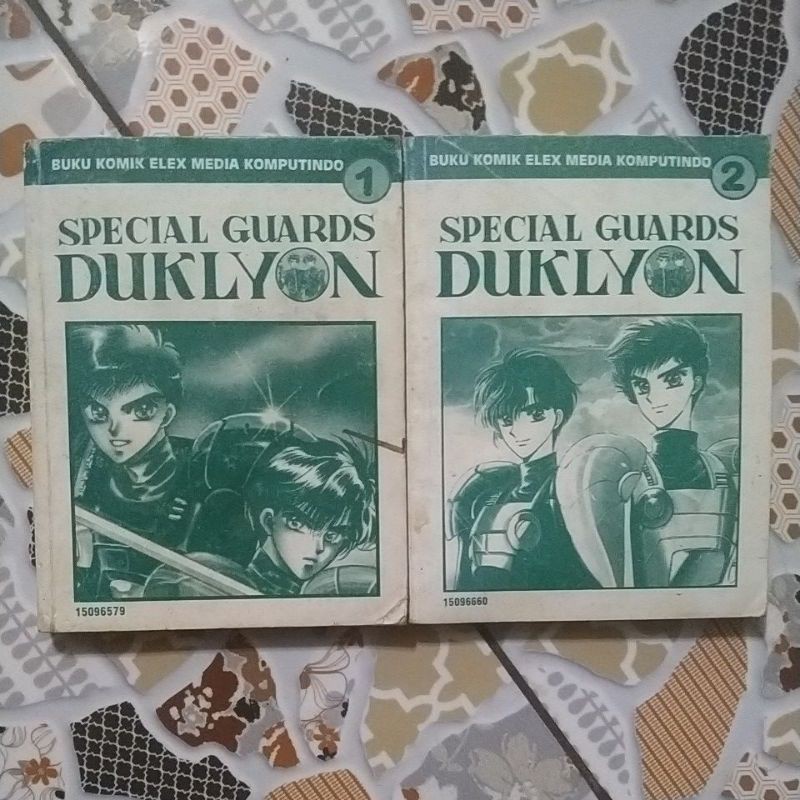 BUKU KOMIK ELEX MEDIA KOMPUTINDO
1
SPECIAL GUARDS
DUKLYON
15096579
BUKU KOMIK ELEX MEDIA KOMPUTINDO
2
SPECIAL GUARDS
DUKLYON
15096660